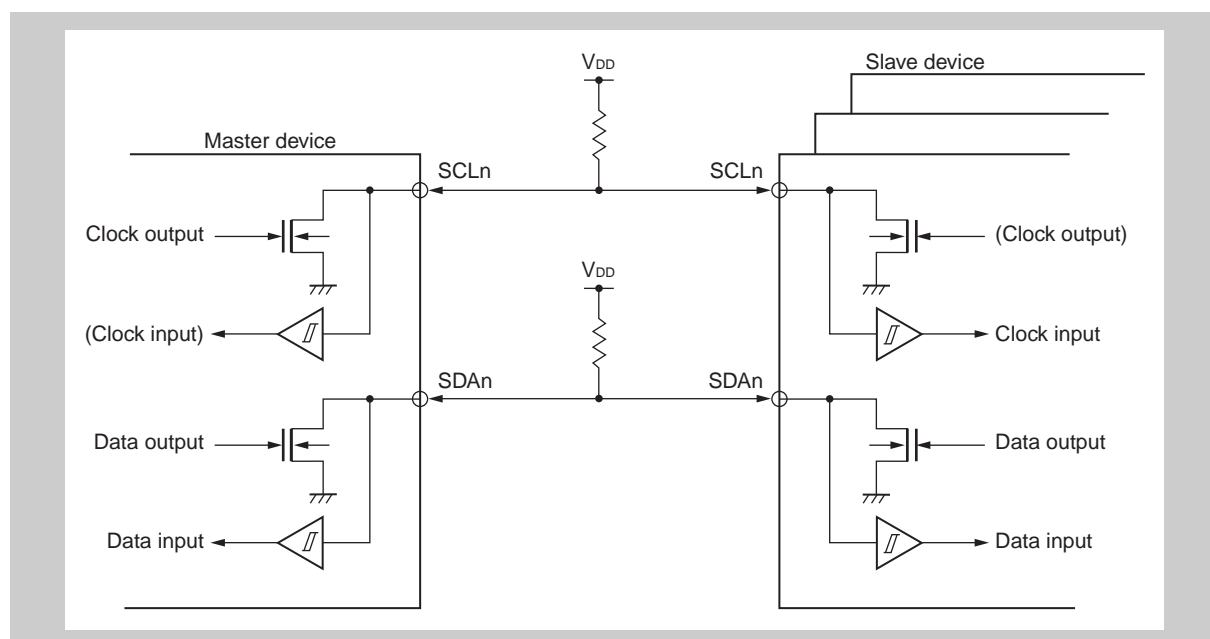 VDD
Slave device
Master device
SCLn
SCLn
Clock output
(Clock output)
VDD
(Clock input)
Clock input
SDAn
SDAn
Data output
Data output
Data input
Data input